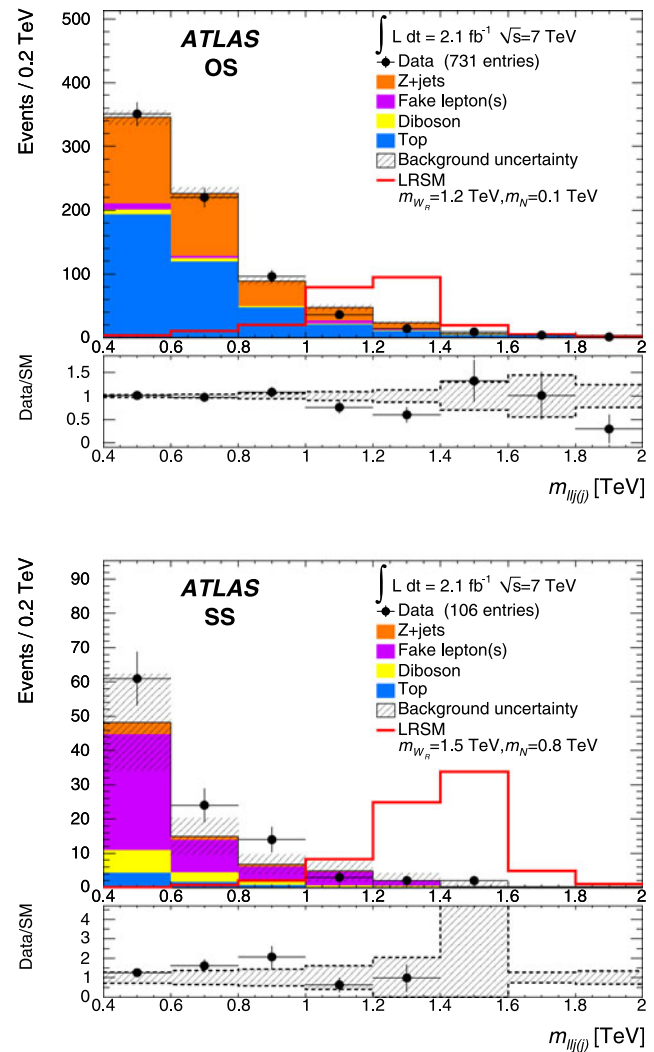 ATLAS
OS
∫ L dt = 2.1 fb⁻¹ √s=7 TeV
Data (731 entries)
Z+jets
Fake lepton(s)
Diboson
Top
Background uncertainty
LRSM
m_{W_R}=1.2 TeV,m_N=0.1 TeV
Events / 0.2 TeV
500
400
300
200
100
0
0.4 0.6 0.8 1.0 1.2 1.4 1.6 1.8 2
Data/SM
1.5
1
0.5
0
0.4 0.6 0.8 1 1.2 1.4 1.6 1.8 2
m_{llj(j)} [TeV]
ATLAS
SS
∫ L dt = 2.1 fb⁻¹ √s=7 TeV
Data (106 entries)
Z+jets
Fake lepton(s)
Diboson
Top
Background uncertainty
LRSM
m_{W_R}=1.5 TeV,m_N=0.8 TeV
Events / 0.2 TeV
90
80
70
60
50
40
30
20
10
0
0.4 0.6 0.8 1.0 1.2 1.4 1.6 1.8 2
Data/SM
4
3
2
1
0
0.4 0.6 0.8 1 1.2 1.4 1.6 1.8 2
m_{llj(j)} [TeV]